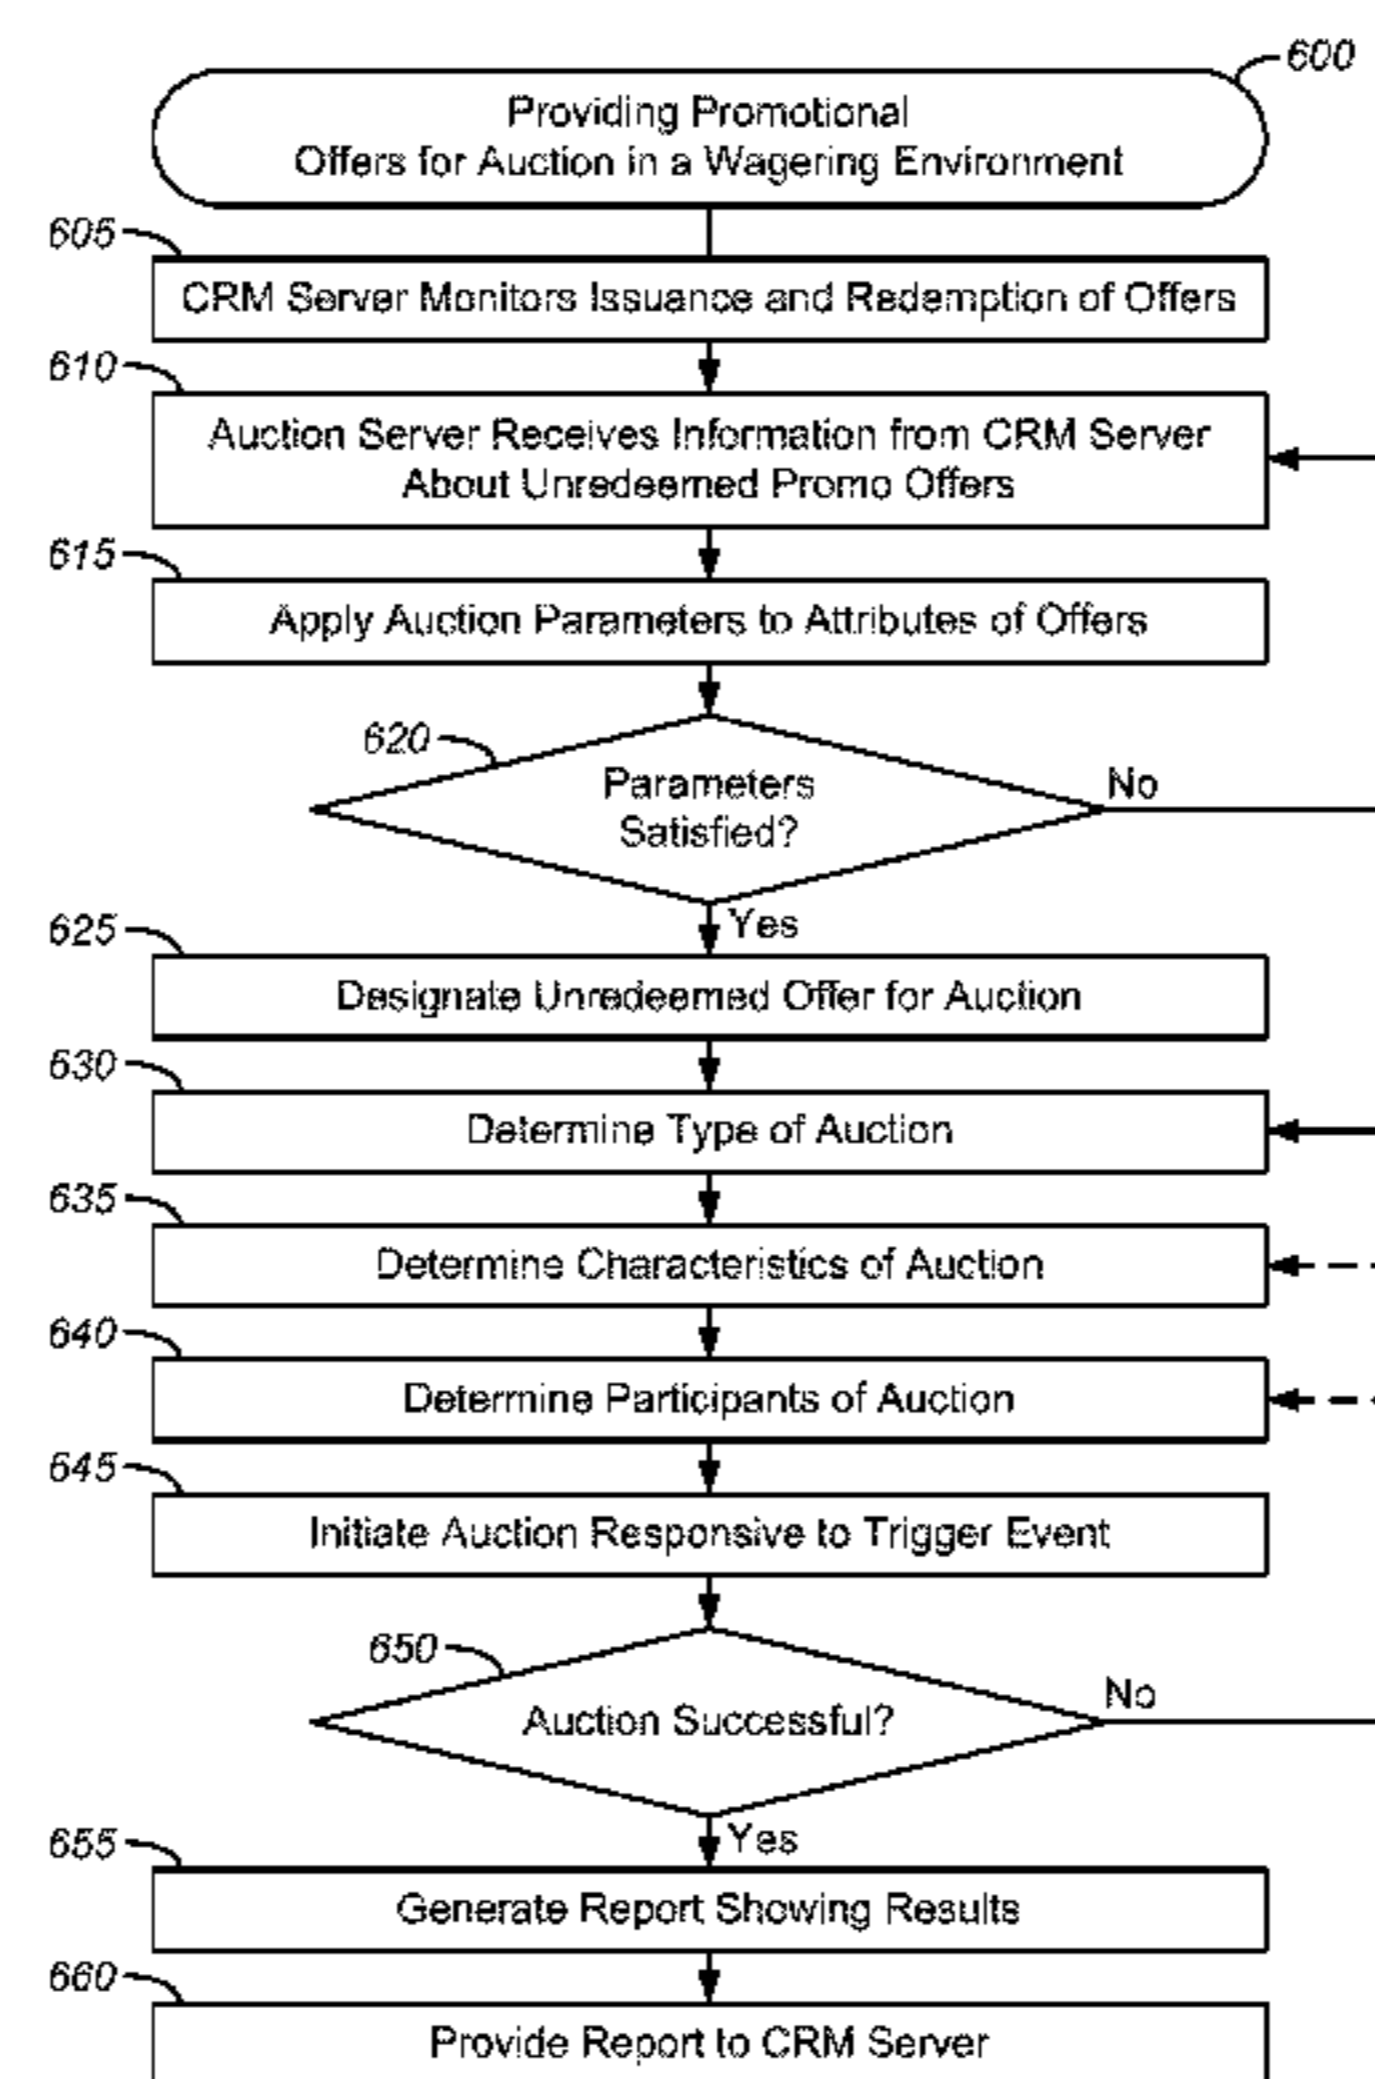 600
Providing Promotional
Offers for Auction in a Wagering Environment
605
CRM Server Monitors Issuance and Redemption of Offers
610
Auction Server Receives Information from CRM Server
About Unredeemed Promo Offers
615
Apply Auction Parameters to Attributes of Offers
620
Parameters
Satisfied?
No
Yes
625
Designate Unredeemed Offer for Auction
630
Determine Type of Auction
635
Determine Characteristics of Auction
640
Determine Participants of Auction
645
Initiate Auction Responsive to Trigger Event
650
Auction Successful?
No
Yes
655
Generate Report Showing Results
660
Provide Report to CRM Server